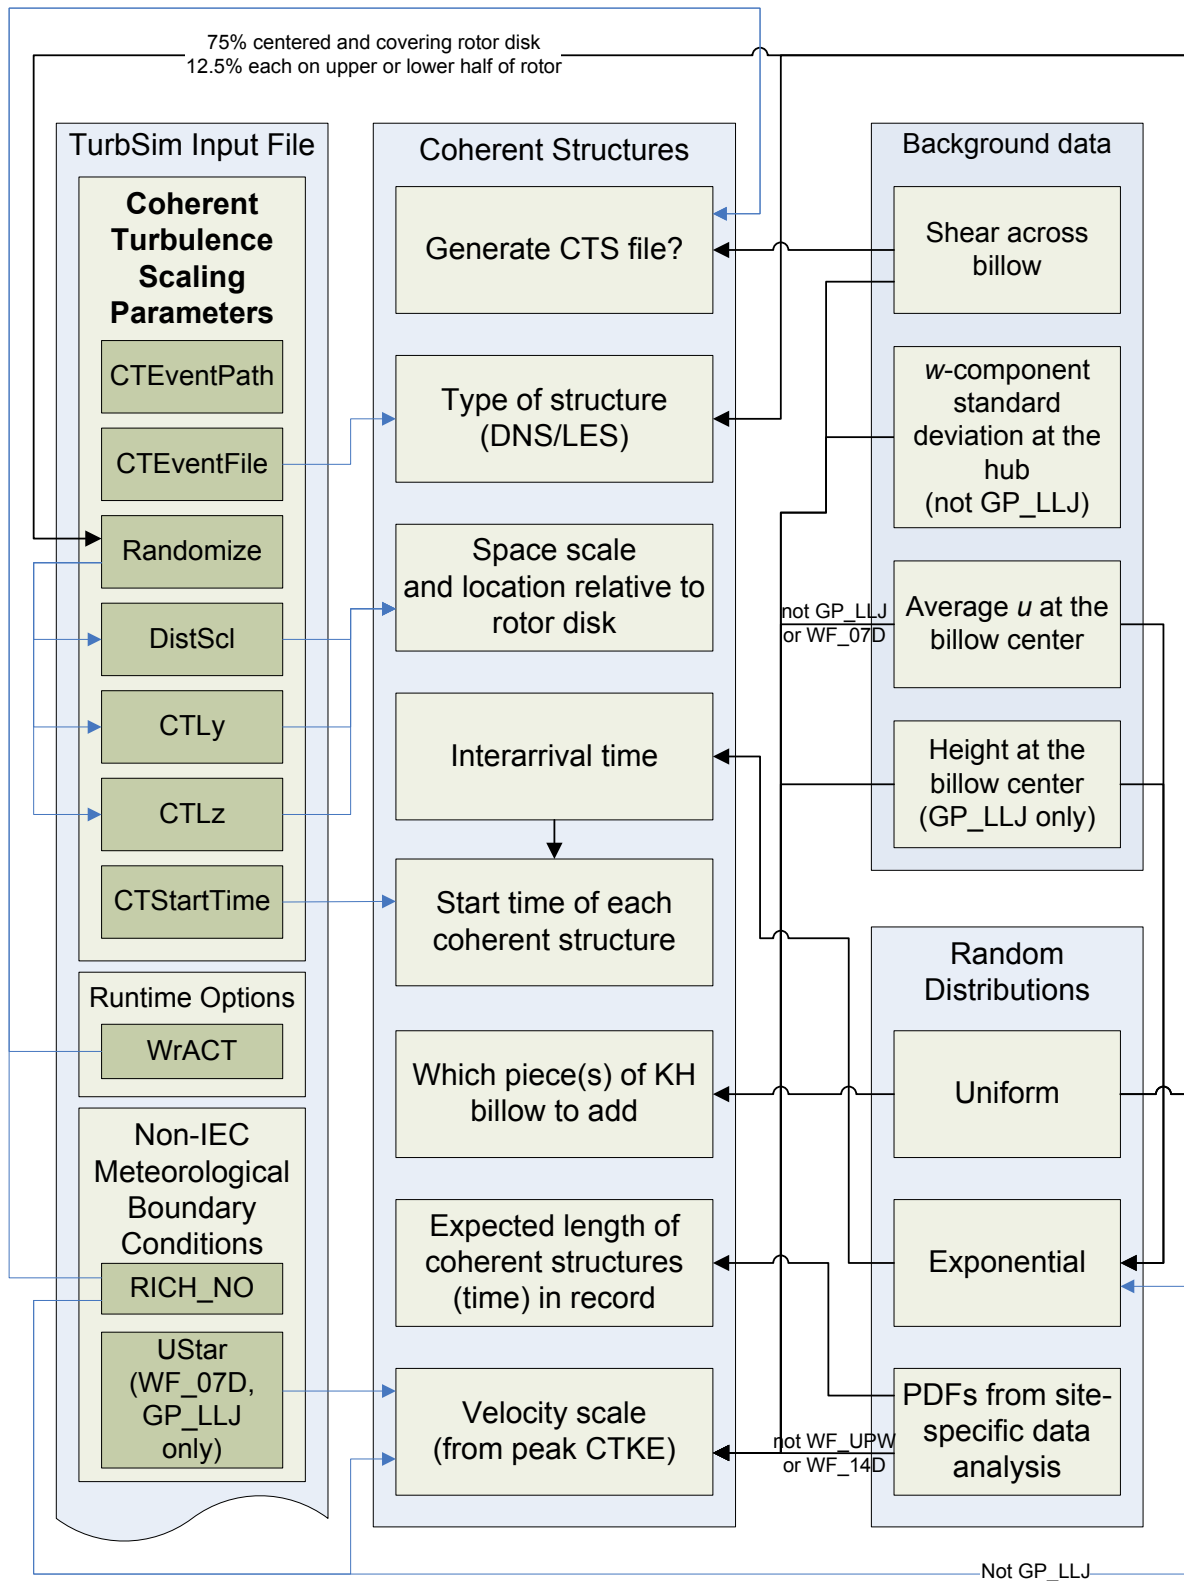 75% centered and covering rotor disk
12.5% each on upper or lower half of rotor
TurbSim Input File
Coherent
Turbulence
Scaling
Parameters
CTEventPath
CTEventFile
Randomize
DistScl
CTLy
CTLz
CTStartTime
Runtime Options
WrACT
Non-IEC
Meteorological
Boundary
Conditions
RICH_NO
UStar
(WF_07D,
GP_LLJ
only)
Coherent Structures
Generate CTS file?
Type of structure
(DNS/LES)
Space scale
and location relative to
rotor disk
Interarrival time
Start time of each
coherent structure
Which piece(s) of KH
billow to add
Expected length of
coherent structures
(time) in record
Velocity scale
(from peak CTKE)
Background data
Shear across
billow
w-component
standard
deviation at the
hub
(not GP_LLJ)
not GP_LLJ
or WF_07D
Average u at the
billow center
Height at the
billow center
(GP_LLJ only)
Random
Distributions
Uniform
Exponential
PDFs from site-
specific data
analysis
not WF_UPW
or WF_14D
Not GP_LLJ